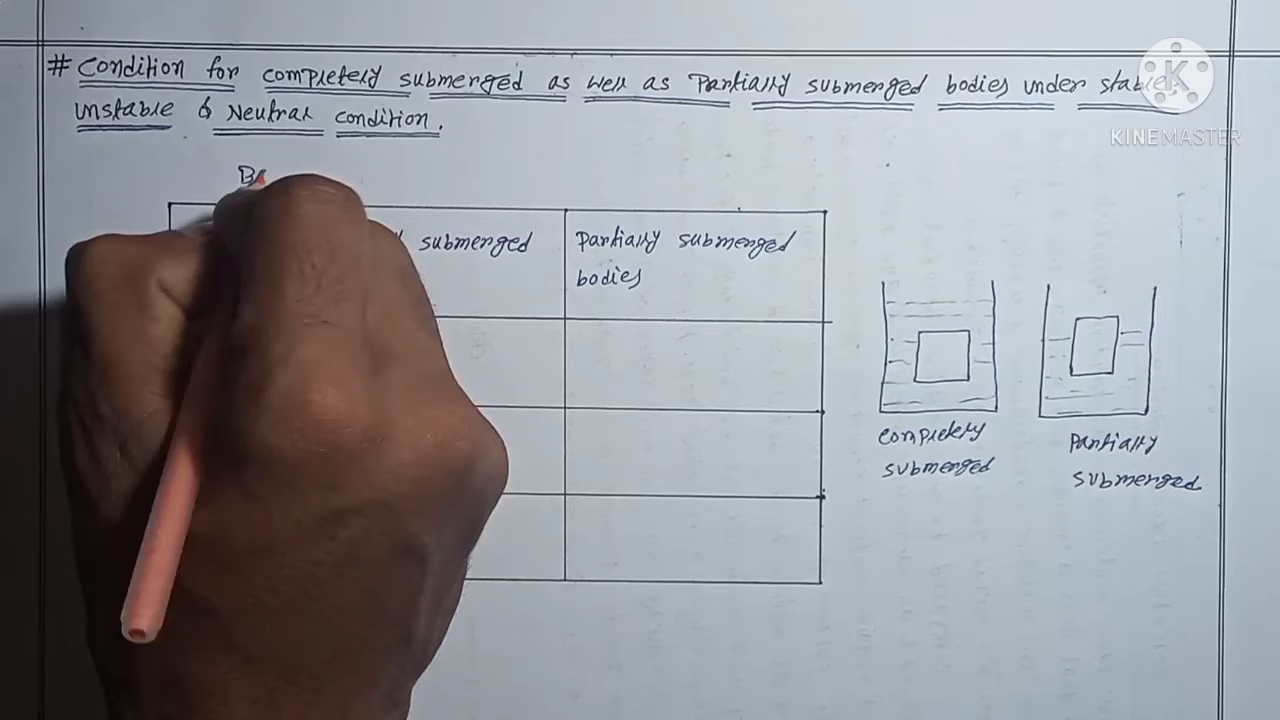 # Condition for completely submerged as well as Partially submerged bodies under stable,
unstable & Neutral condition.
KINEMASTER
submerged
Partially submerged
bodies
completely
submerged
Partially
submerged